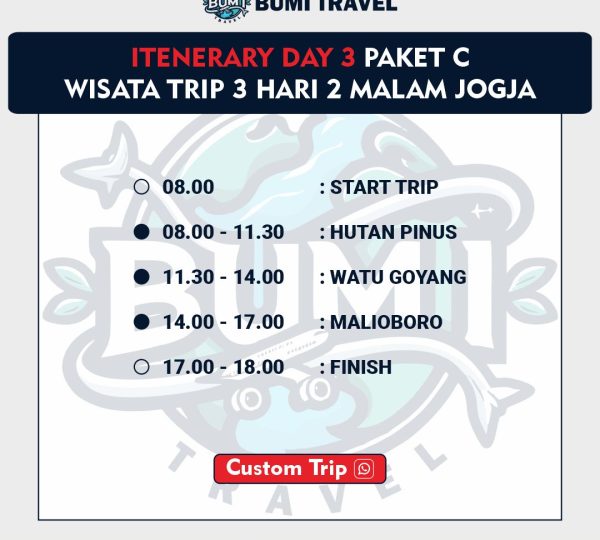 BUMI
TRAVEL
BUMI TRAVEL
ITENERARY DAY 3 PAKET C
WISATA TRIP 3 HARI 2 MALAM JOGJA
08.00 : START TRIP
08.00 - 11.30 : HUTAN PINUS
11.30 - 14.00 : WATU GOYANG
14.00 - 17.00 : MALIOBORO
17.00 - 18.00 : FINISH
BUMI
TRAVEL
Custom Trip